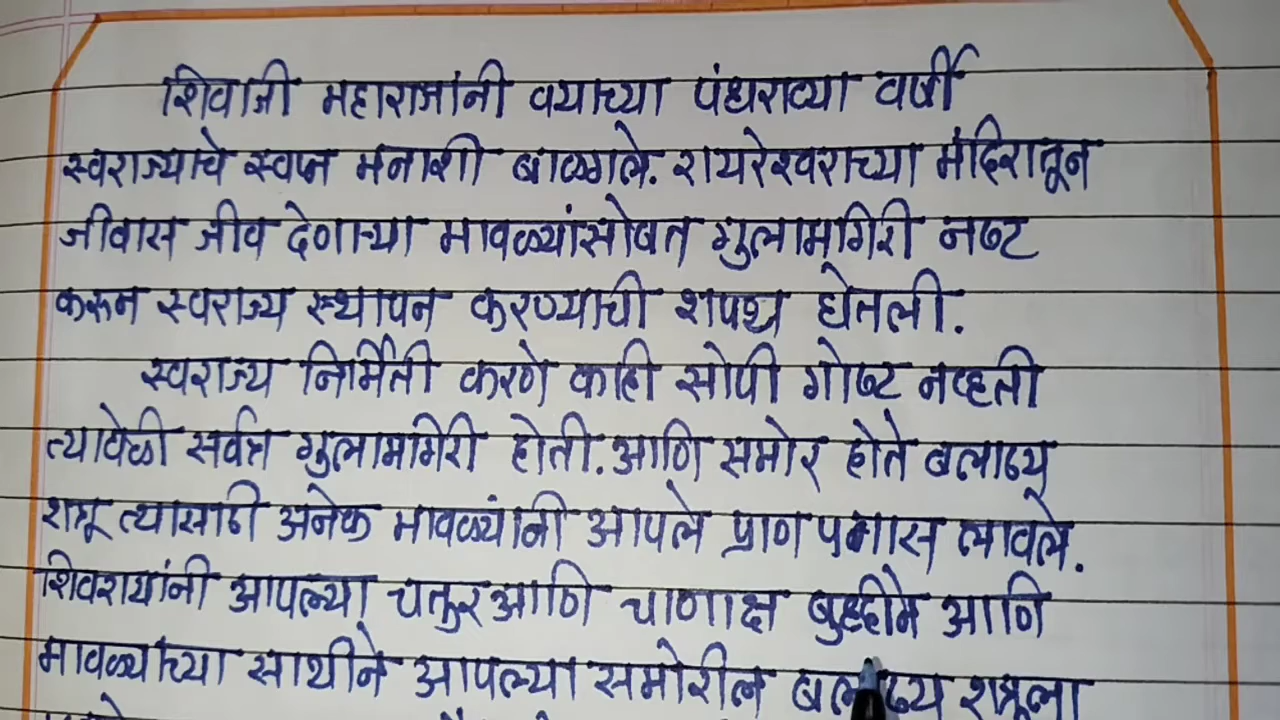 शिवाजी महाराजांनी वयाच्या पंधराव्या वर्षी
स्वराज्याचे स्वप्न मनाशी बाळगले. रायरेश्वराच्या मंदिरातून
जीवास जीव देणाऱ्या मावळ्यांसोबत गुलामगिरी नष्ट
करून स्वराज्य स्थापन करण्याची शपथ घेतली.
स्वराज्य निर्मिती करणे काही सोपी गोष्ट नव्हती
त्यावेळी सर्वत्र गुलामगिरी होती. आणि समोर होते बलाढ्य
शत्रू त्यासाठी अनेक मावळ्यांनी आपले प्राण पणास लावले.
शिवरायांनी आपल्या चतुर आणि चाणाक्ष बुद्धीने आणि
मावळ्यांच्या साथीने आपल्या समोरील बलाढ्य शत्रूला